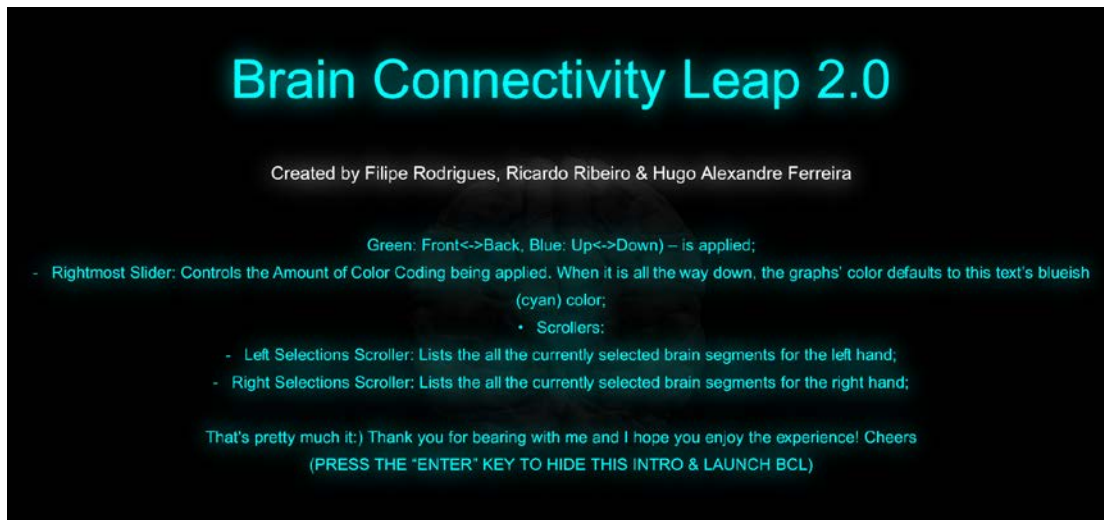 Brain Connectivity Leap 2.0
Created by Filipe Rodrigues, Ricardo Ribeiro & Hugo Alexandre Ferreira
Green: Front<->Back, Blue: Up<->Down) – is applied;
- Rightmost Slider: Controls the Amount of Color Coding being applied. When it is all the way down, the graphs' color defaults to this text's blueish
(cyan) color;
• Scrollers:
- Left Selections Scroller: Lists the all the currently selected brain segments for the left hand;
- Right Selections Scroller: Lists the all the currently selected brain segments for the right hand;
That's pretty much it:) Thank you for bearing with me and I hope you enjoy the experience! Cheers
(PRESS THE “ENTER” KEY TO HIDE THIS INTRO & LAUNCH BCL)